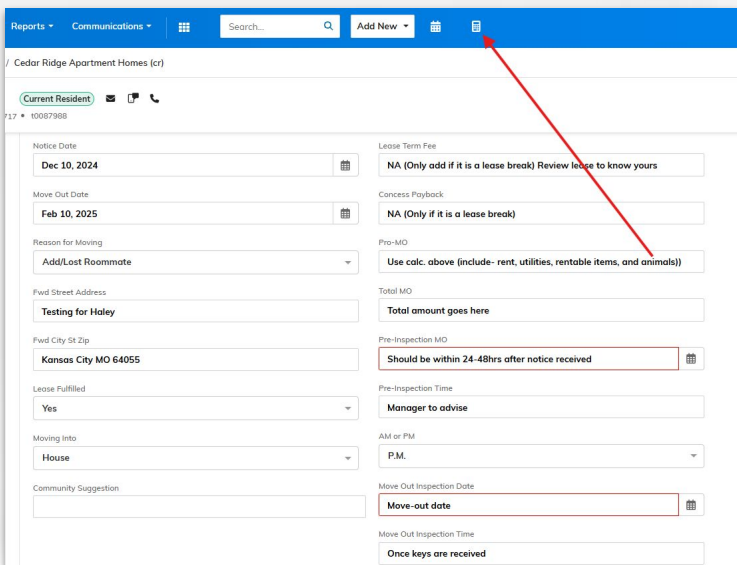 Reports Communications Search... Add New
/ Cedar Ridge Apartment Homes (cr)
Current Resident
717 • t0087988
Notice Date
Dec 10, 2024
Move Out Date
Feb 10, 2025
Reason for Moving
Add/Lost Roommate
Fwd Street Address
Testing for Haley
Fwd City St Zip
Kansas City MO 64055
Lease Fulfilled
Yes
Moving Into
House
Community Suggestion
Lease Term Fee
NA (Only add if it is a lease break) Review lease to know yours
Concess Payback
NA (Only if it is a lease break)
Pro-MO
Use calc. above (include- rent, utilities, rentable items, and animals))
Total MO
Total amount goes here
Pre-Inspection MO
Should be within 24-48hrs after notice received
Pre-Inspection Time
Manager to advise
AM or PM
P.M.
Move Out Inspection Date
Move-out date
Move Out Inspection Time
Once keys are received